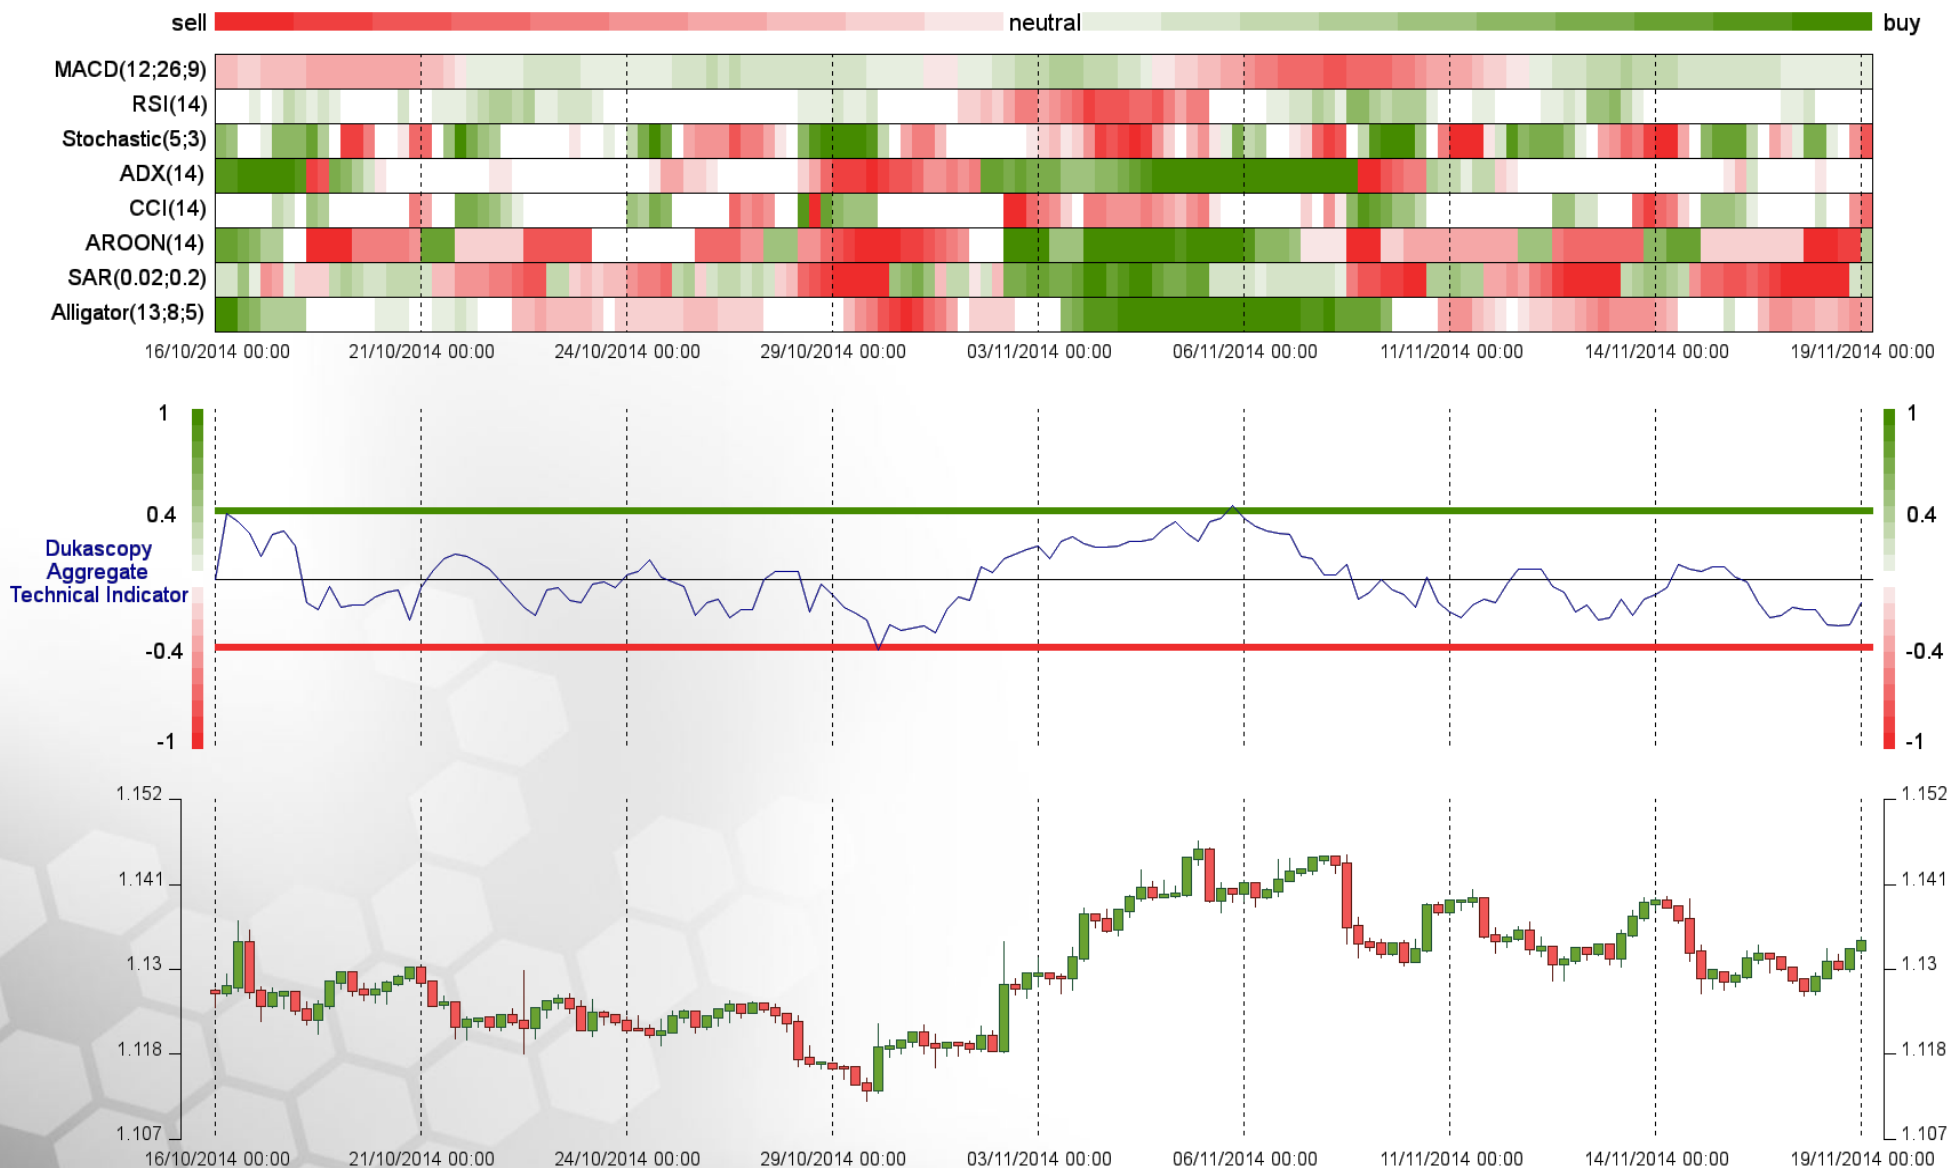 sell neutral buy
MACD(12;26;9)
RSI(14)
Stochastic(5;3)
ADX(14)
CCI(14)
AROON(14)
SAR(0.02;0.2)
Alligator(13;8;5)
16/10/2014 00:00 21/10/2014 00:00 24/10/2014 00:00 29/10/2014 00:00 03/11/2014 00:00 06/11/2014 00:00 11/11/2014 00:00 14/11/2014 00:00 19/11/2014 00:00
1 1
0.4 0.4
Dukascopy
Aggregate
Technical Indicator
-0.4 -0.4
-1 -1
1.152 1.152
1.141 1.141
1.13 1.13
1.118 1.118
1.107 1.107
16/10/2014 00:00 21/10/2014 00:00 24/10/2014 00:00 29/10/2014 00:00 03/11/2014 00:00 06/11/2014 00:00 11/11/2014 00:00 14/11/2014 00:00 19/11/2014 00:00